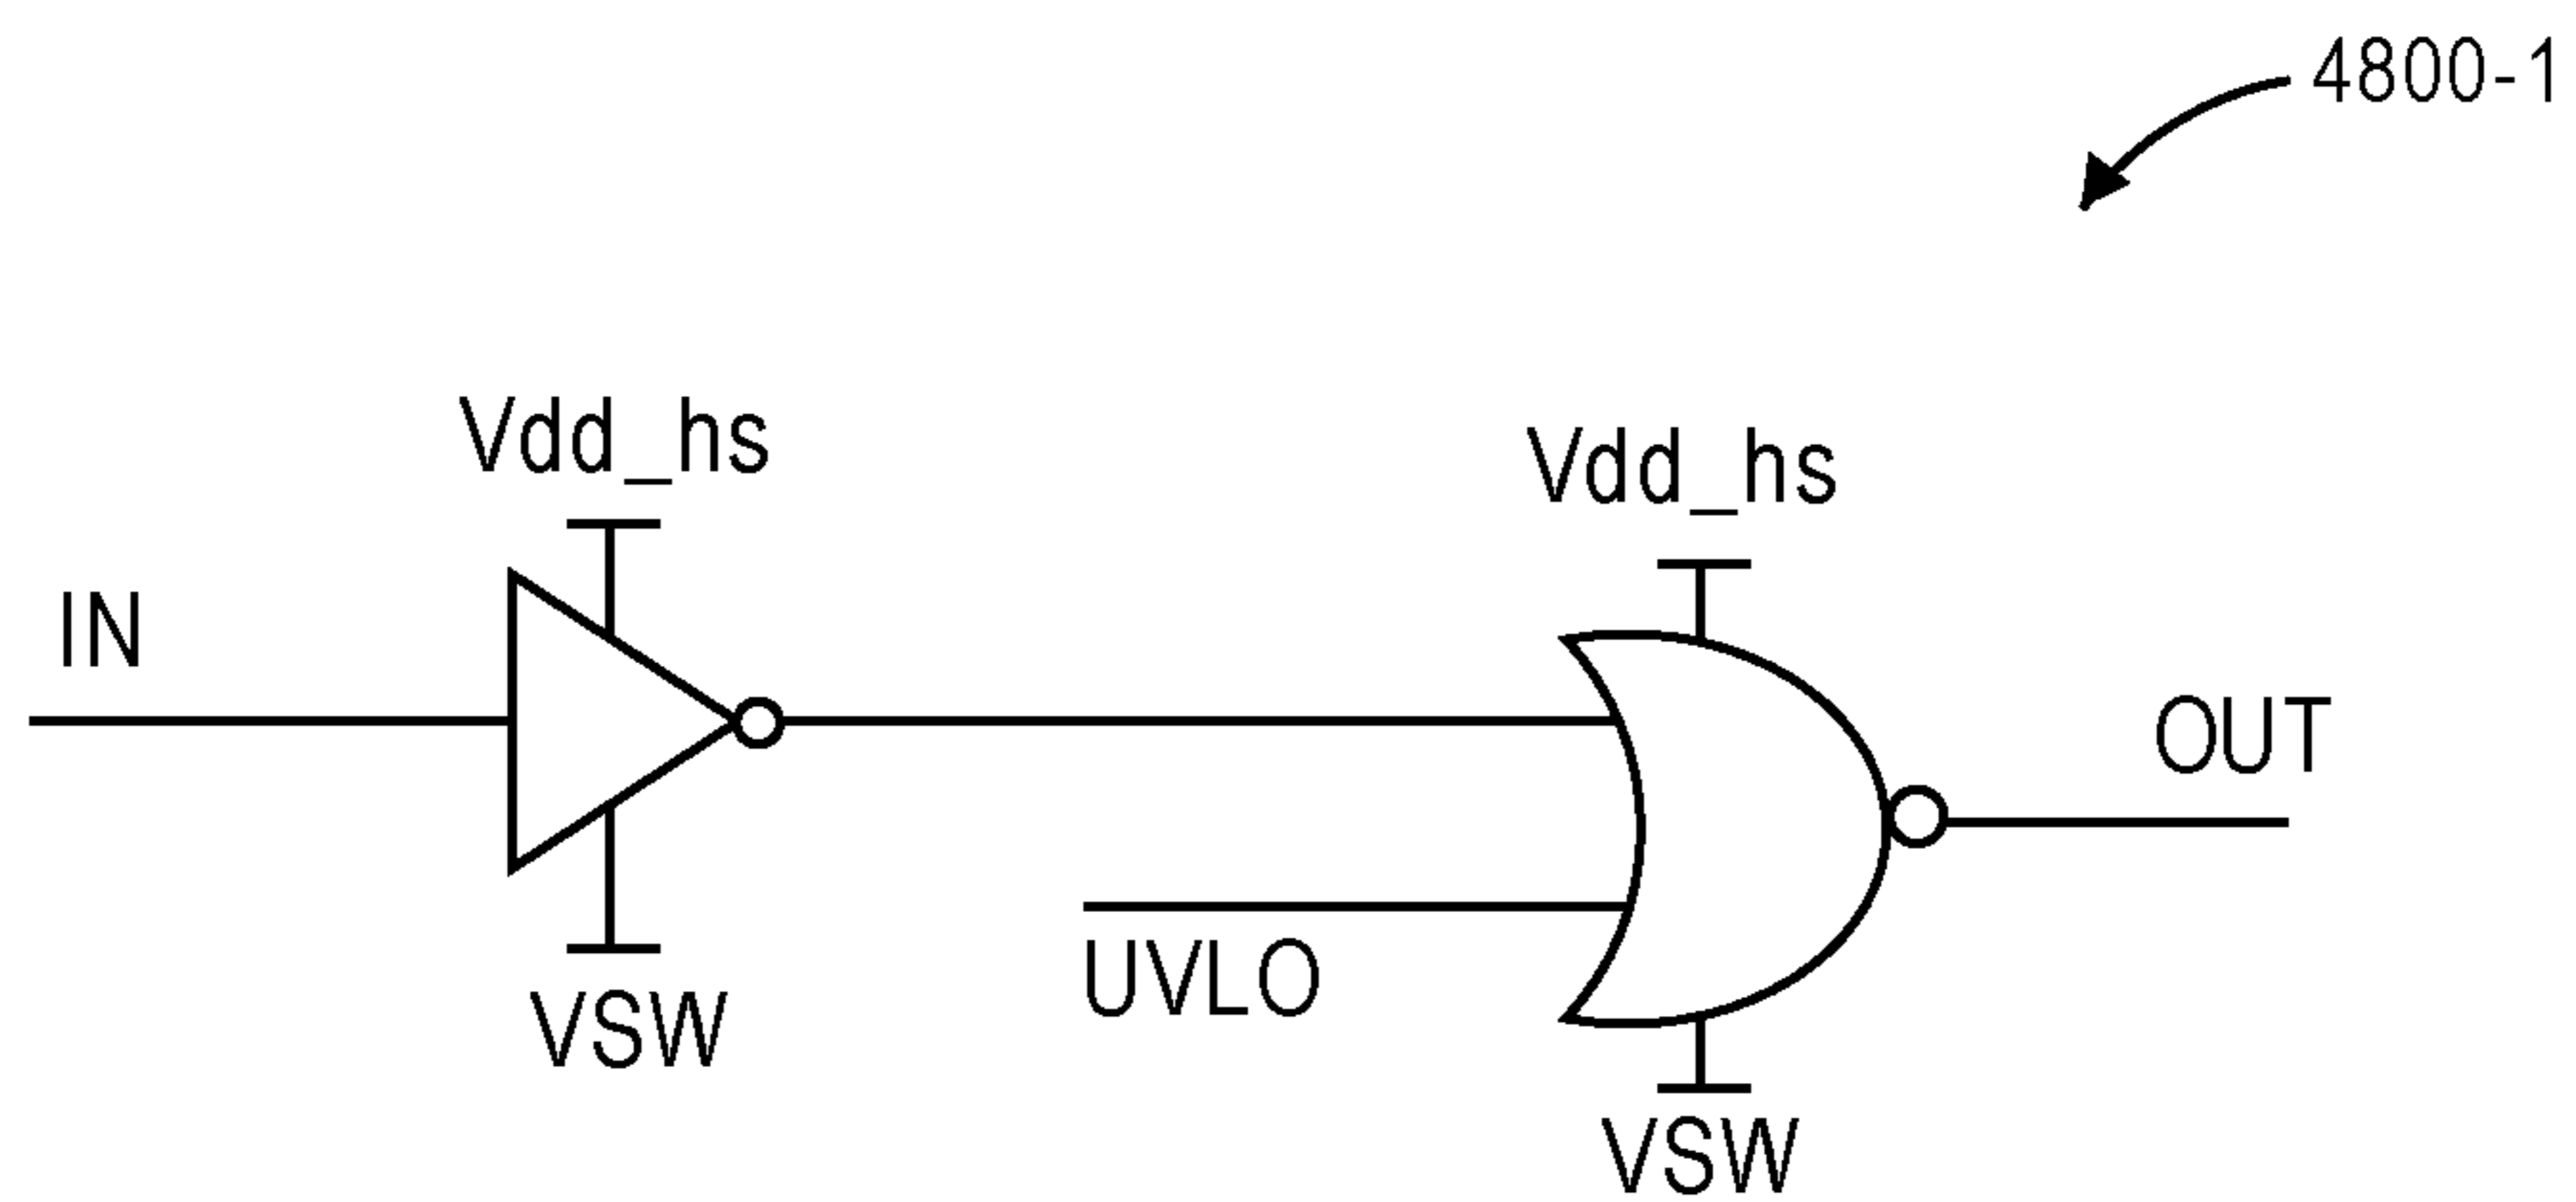 4800-1
Vdd_hs
Vdd_hs
IN
OUT
UVLO
VSW
VSW